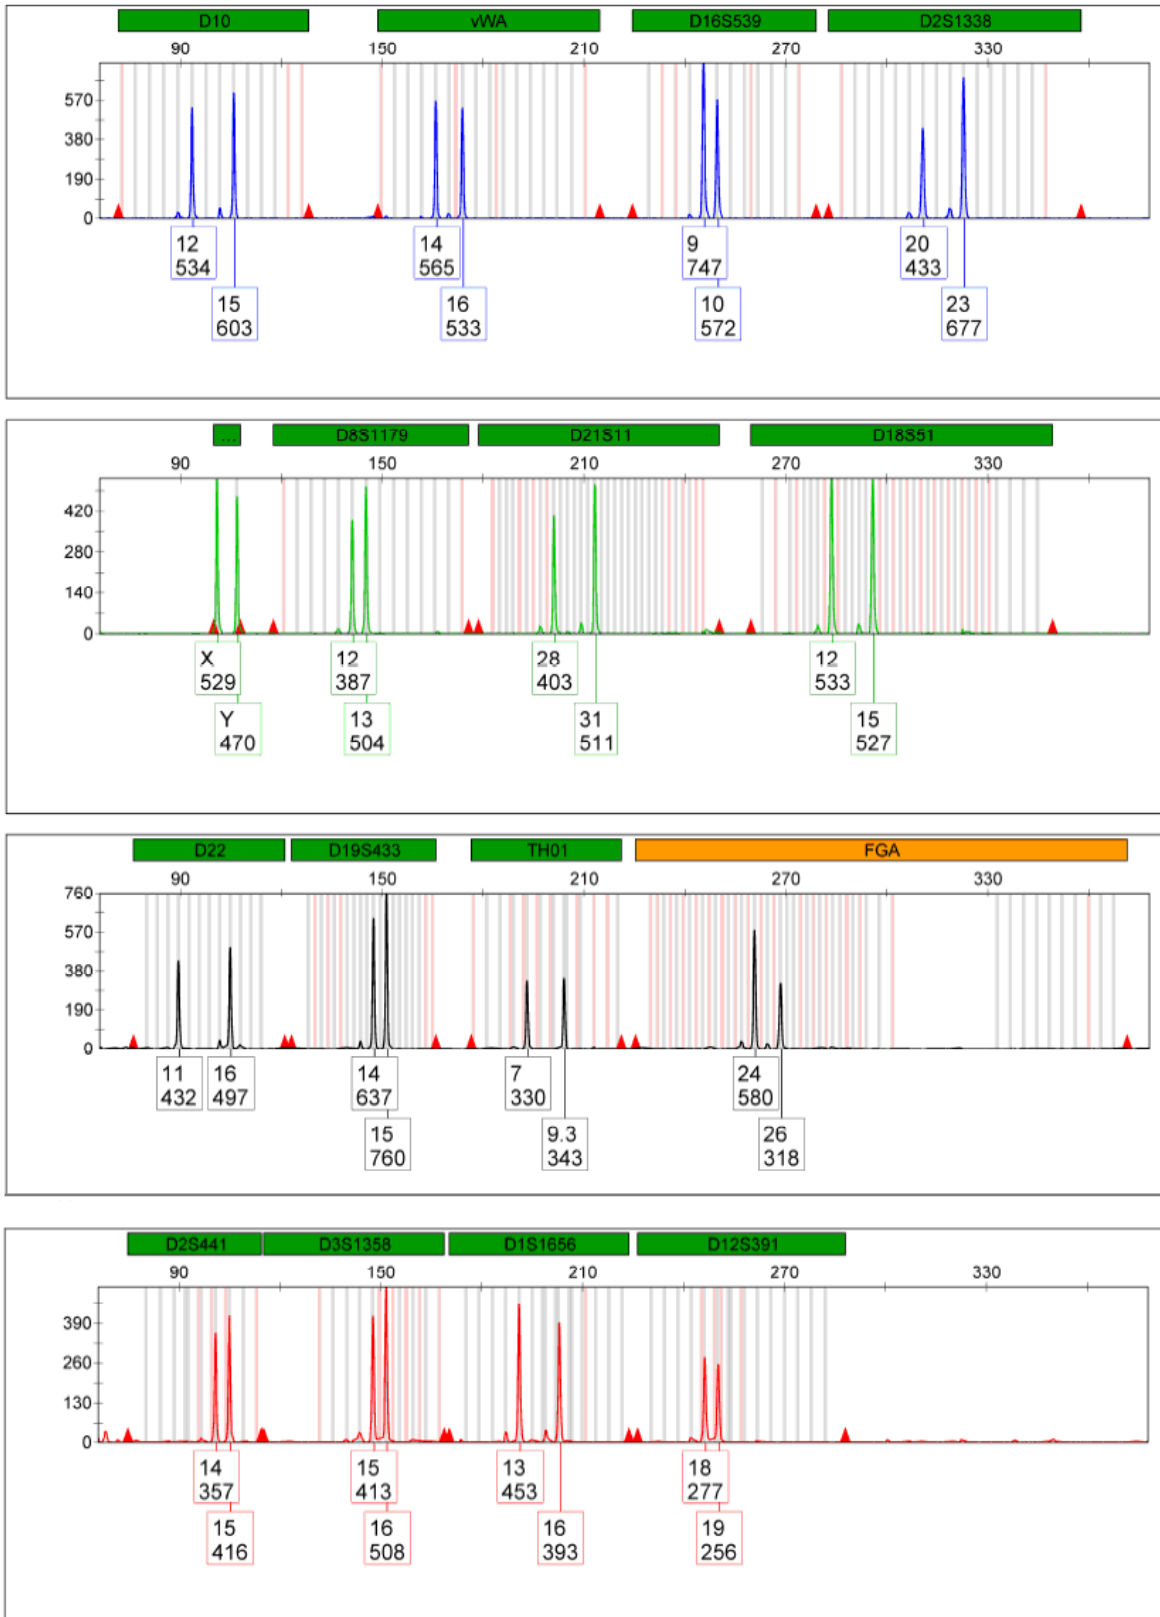 D10 vWA D16S539 D2S1338
90 150 210 270 330
570
380
190
0
12 14 9 20
534 565 747 433
15 16 10 23
603 533 572 677
... D8S1179 D21S11 D18S51
90 150 210 270 330
420
280
140
0
X 12 28 12
529 387 403 533
Y 13 31 15
470 504 511 527
D22 D19S433 TH01 FGA
90 150 210 270 330
760
570
380
190
0
11 16 14 7 24
432 497 637 330 580
15 9.3 26
760 343 318
D2S441 D3S1358 D1S1656 D12S391
90 150 210 270 330
390
260
130
0
14 15 13 18
357 413 453 277
15 16 16 19
416 508 393 256